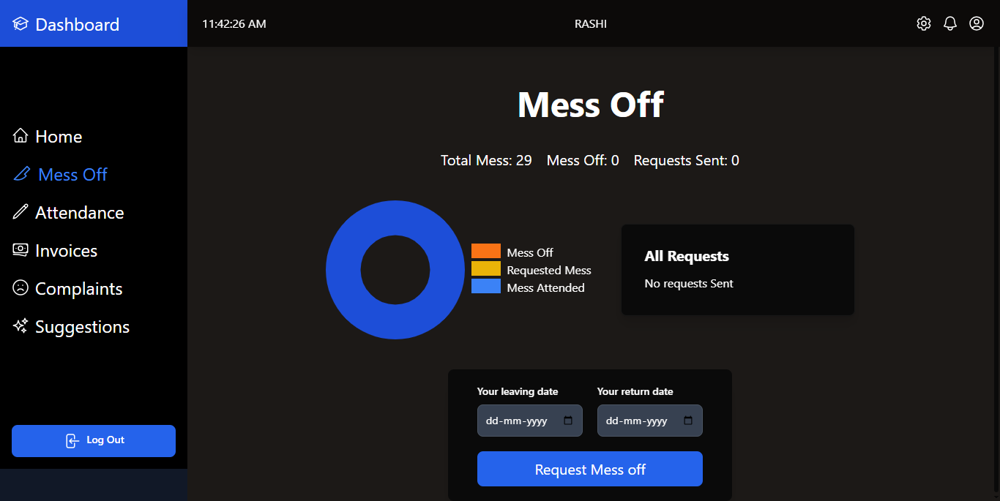 Dashboard
11:42:26 AM
RASHI
Home
Mess Off
Attendance
Invoices
Complaints
Suggestions
Log Out
Mess Off
Total Mess: 29 Mess Off: 0 Requests Sent: 0
Mess Off
Requested Mess
Mess Attended
All Requests
No requests Sent
Your leaving date
Your return date
dd-mm-yyyy
dd-mm-yyyy
Request Mess off